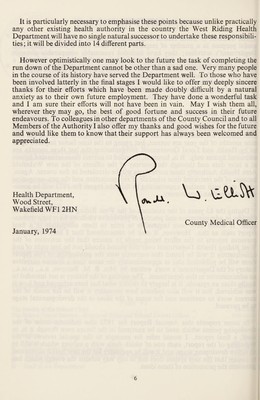 It is particularly necessary to emphasise these points because unlike practically
any other existing health authority in the country the West Riding Health
Department will have no single natural successor to undertake these responsibili-
ties; it will be divided into 14 different parts.
However optimistically one may look to the future the task of completing the
run down of the Department cannot be other than a sad one. Very many people
in the course of its history have served the Department well. To those who have
been involved latterly in the final stages I would like to offer my deeply sincere
thanks for their efforts which have been made doubly difficult by a natural
anxiety as to their own future employment. They have done a wonderful task
and I am sure their efforts will not have been in vain. May I wish them all,
wherever they may go, the best of good fortune and success in their future
endeavours. To colleagues in other departments of the County Council and to all
Members of the Authority I also offer my thanks and good wishes for the future
and would like them to know that their support has always been welcomed and
appreciated.
W. Elliott
Health Department,
Wood Street,
Wakefield WF1 2HN
County Medical Officer
January, 1974
6